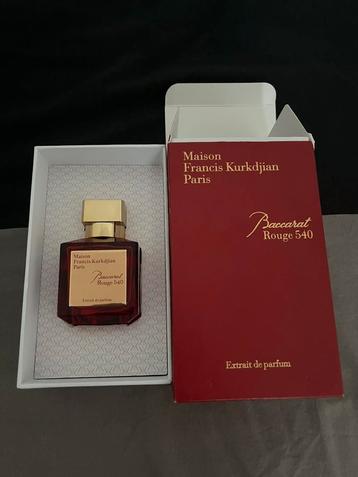 Maison
Francis Kurkdjian
Paris
Baccarat
Rouge 540
Extrait de parfum
Maison
Francis Kurkdjian
Paris
Baccarat
Rouge 540
Extrait de parfum